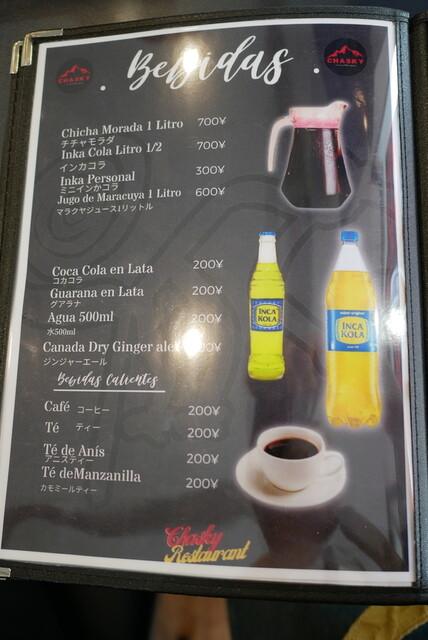 CHASKY
Bebidas
CHASKY
Chicha Morada 1 Litro 700¥
チチャモラダ
Inka Cola Litro 1/2 700¥
インカコラ
Inka Personal 300¥
ミニインかコラ
Jugo de Maracuya 1 Litro 600¥
マラクヤジュース1リットル
Coca Cola en Lata 200¥
コカコラ
Guarana en Lata 200¥
グアラナ
Agua 500ml 200¥
水500ml
Canada Dry Ginger ale 200¥
ジンジャーエール
Bebidas Calientes
Café コーヒー 200¥
Té ティー 200¥
Té de Anís 200¥
アニスティー
Té deManzanilla 200¥
カモミールティー
INCA
KOLA
INCA
KOLA
Chasky
Restaurant